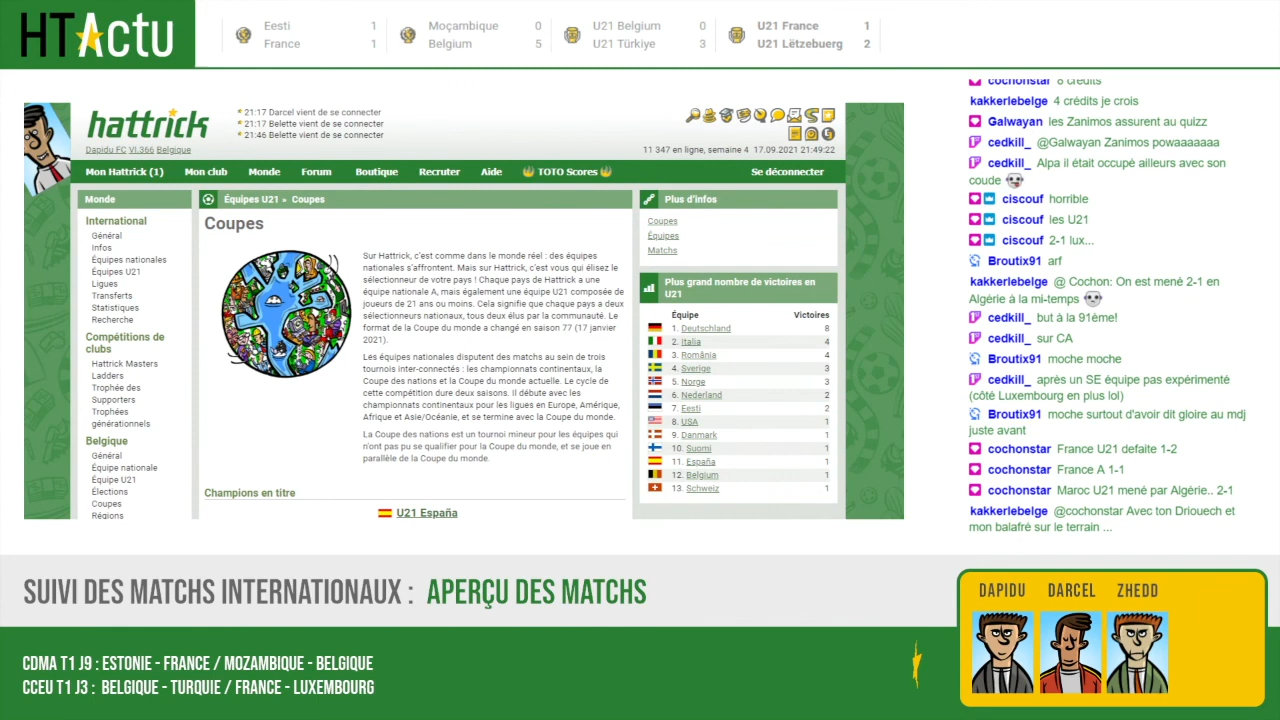 HTActu
Eesti 1
France 1
Moçambique 0
Belgium 5
U21 Belgium 0
U21 Türkiye 3
U21 France 1
U21 Lëtzebuerg 2
hattrick
Dapidu FC VI.366 Belgique
* 21:17 Darcel vient de se connecter
* 21:17 Belette vient de se connecter
* 21:46 Belette vient de se connecter
11 347 en ligne, semaine 4 17.09.2021 21:49:22
Mon Hattrick (1) Mon club Monde Forum Boutique Recruter Aide TOTO Scores Se déconnecter
Monde
International
Général
Infos
Équipes nationales
Équipes U21
Ligues
Transferts
Statistiques
Recherche
Compétitions de
clubs
Hattrick Masters
Ladders
Trophée des
Supporters
Trophées
générationnels
Belgique
Général
Équipe nationale
Équipe U21
Élections
Coupes
Régions
Équipes U21 » Coupes
Coupes
Sur Hattrick, c'est comme dans le monde réel : des équipes
nationales s'affrontent. Mais sur Hattrick, c'est vous qui élisez le
sélectionneur de votre pays ! Chaque pays de Hattrick a une
équipe nationale A, mais également une équipe U21 composée de
joueurs de 21 ans ou moins. Cela signifie que chaque pays a deux
sélectionneurs nationaux, tous deux élus par la communauté. Le
format de la Coupe du monde a changé en saison 77 (17 janvier
2021).
Les équipes nationales disputent des matchs au sein de trois
tournois inter-connectés : les championnats continentaux, la
Coupe des nations et la Coupe du monde actuelle. Le cycle de
cette compétition dure deux saisons. Il débute avec les
championnats continentaux pour les ligues en Europe, Amérique,
Afrique et Asie/Océanie, et se termine avec la Coupe du monde.
La Coupe des nations est un tournoi mineur pour les équipes qui
n'ont pas pu se qualifier pour la Coupe du monde, et se joue en
parallèle de la Coupe du monde.
Champions en titre
U21 España
Plus d'infos
Coupes
Équipes
Matchs
Plus grand nombre de victoires en
U21
Équipe Victoires
1. Deutschland 8
2. Italia 4
3. România 4
4. Sverige 3
5. Norge 3
6. Nederland 2
7. Eesti 2
8. USA 1
9. Danmark 1
10. Suomi 1
11. España 1
12. Belgium 1
13. Schweiz 1
cochonstar 8 crédits
kakkerlebelge 4 crédits je crois
Galwayan les Zanimos assurent au quizz
cedkill_ @Galwayan Zanimos powaaaaaaa
cedkill_ Alpa il était occupé ailleurs avec son
coude
ciscouf horrible
ciscouf les U21
ciscouf 2-1 lux...
Broutix91 arf
kakkerlebelge @ Cochon: On est mené 2-1 en
Algérie à la mi-temps
cedkill_ but à la 91ème!
cedkill_ sur CA
Broutix91 moche moche
cedkill_ après un SE équipe pas expérimenté
(côté Luxembourg en plus lol)
Broutix91 moche surtout d'avoir dit gloire au mdj
juste avant
cochonstar France U21 defaite 1-2
cochonstar France A 1-1
cochonstar Maroc U21 mené par Algérie.. 2-1
kakkerlebelge @cochonstar Avec ton Driouech et
mon balafré sur le terrain ...
SUIVI DES MATCHS INTERNATIONAUX : APERÇU DES MATCHS
DAPIDU DARCEL ZHEDD
CDMA T1 J9 : ESTONIE - FRANCE / MOZAMBIQUE - BELGIQUE
CCEU T1 J3 : BELGIQUE - TURQUIE / FRANCE - LUXEMBOURG